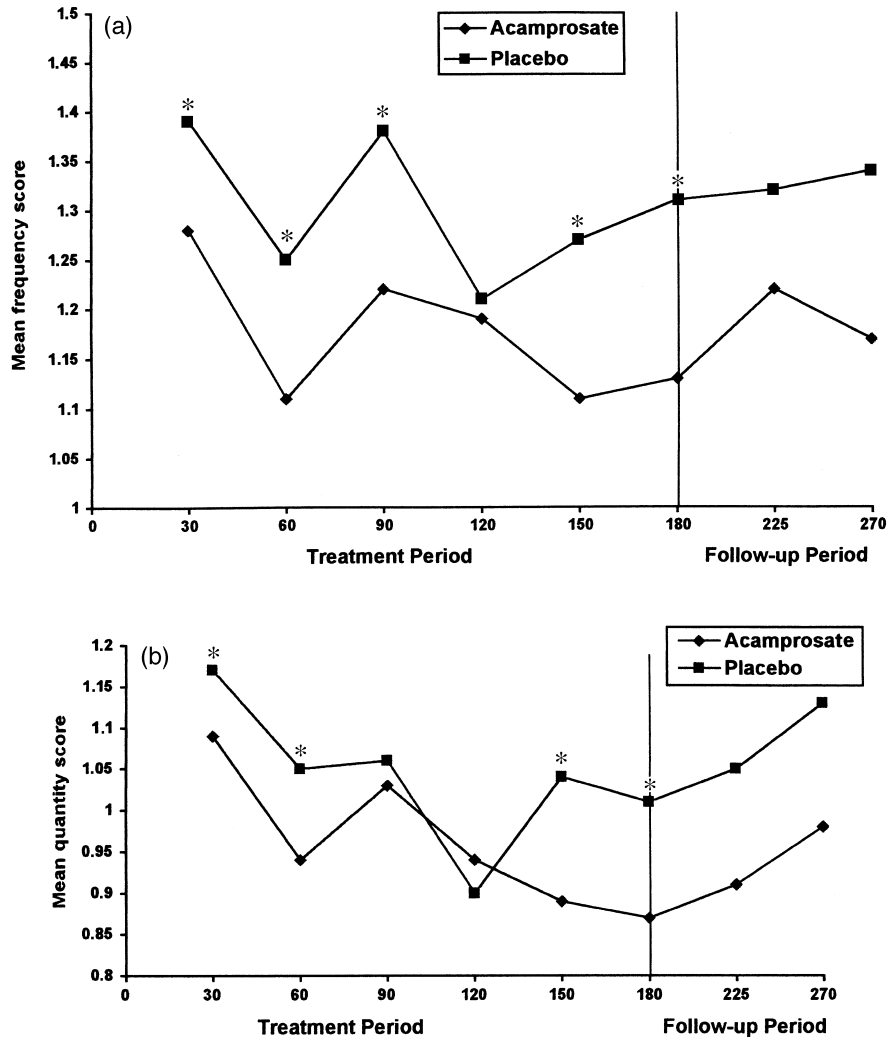 (a)
Acamprosate
Placebo
Mean frequency score
1.5
1.45
1.4
1.35
1.3
1.25
1.2
1.15
1.1
1.05
1
* * * * *
0 30 60 90 120 150 180 225 270
Treatment Period Follow-up Period
(b)
Acamprosate
Placebo
Mean quantity score
1.2
1.15
1.1
1.05
1
0.95
0.9
0.85
0.8
* * * *
0 30 60 90 120 150 180 225 270
Treatment Period Follow-up Period